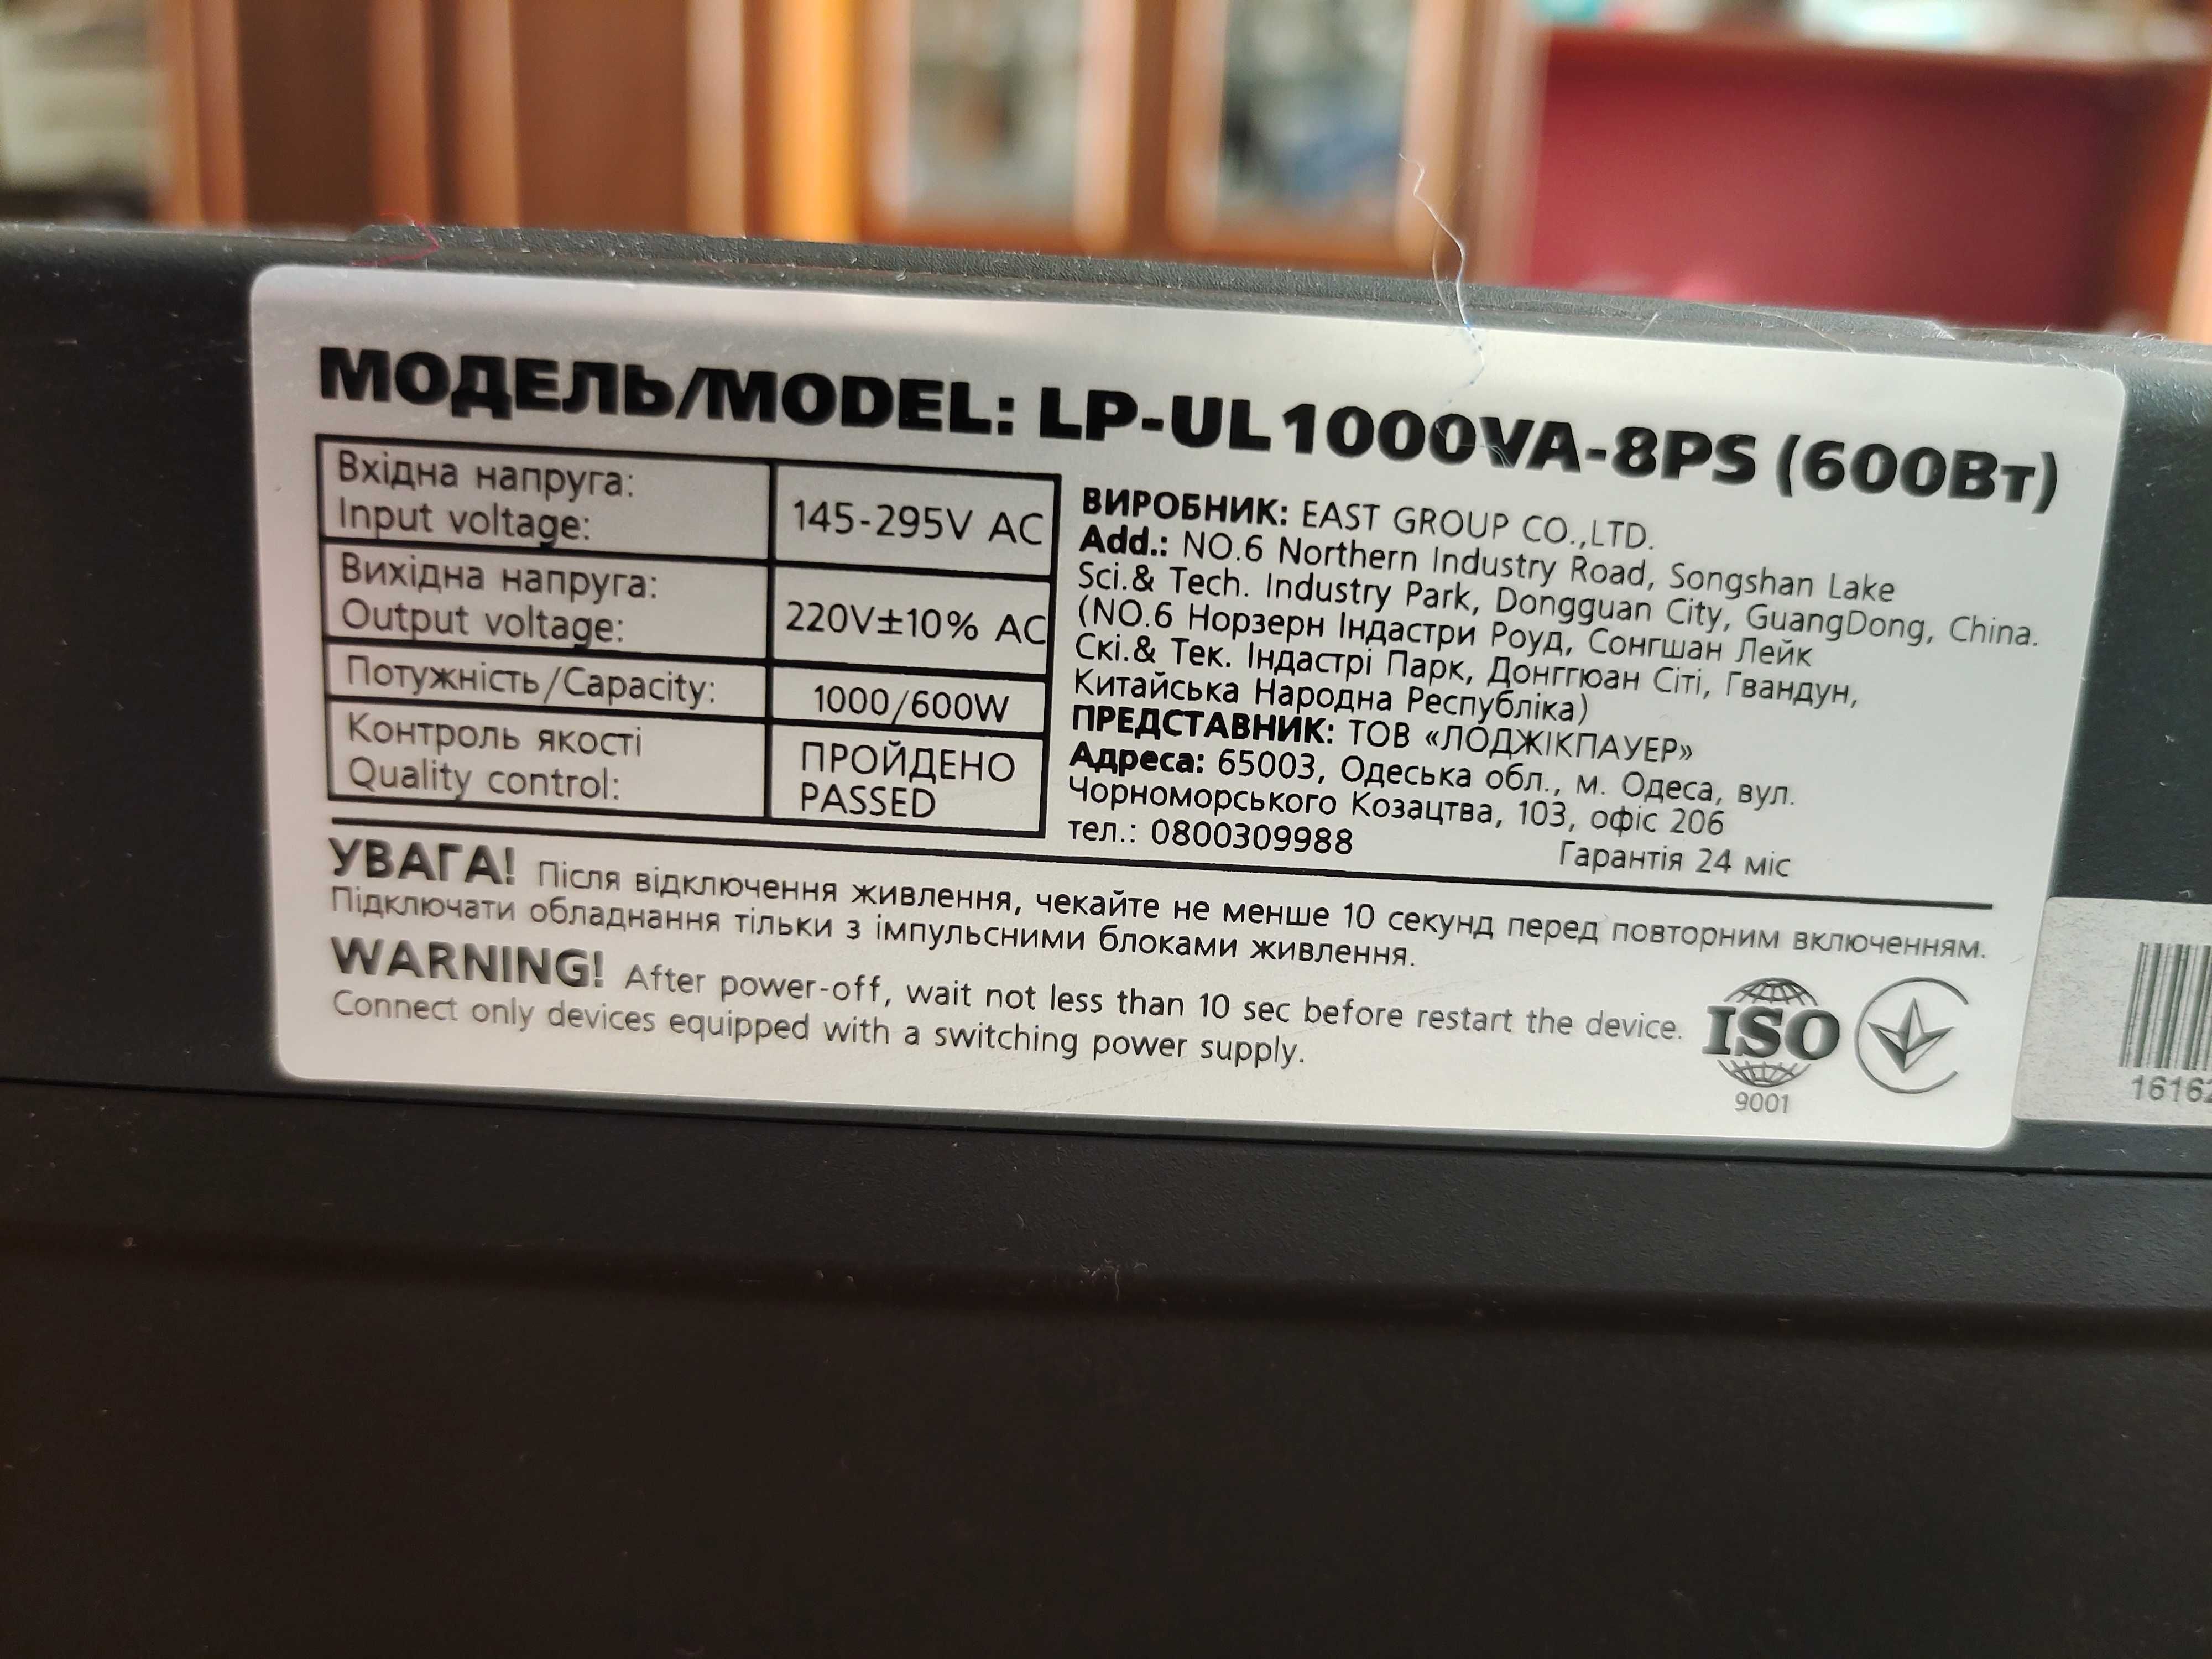 МОДЕЛЬ/MODEL: LP-UL1000VA-8PS (600Вт)
Вхідна напруга:
Input voltage:
145-295V AC
Вихідна напруга:
Output voltage:
220V±10% AC
Потужність/Capacity:
1000/600W
Контроль якості
Quality control:
ПРОЙДЕНО
PASSED
ВИРОБНИК: EAST GROUP CO.,LTD.
Add.: NO.6 Northern Industry Road, Songshan Lake
Sci.& Tech. Industry Park, Dongguan City, GuangDong, China.
(NO.6 Норзерн Індастри Роуд, Сонгшан Лейк
Скі.& Тек. Індастрі Парк, Донггюан Сіті, Гвандун,
Китайська Народна Республіка)
ПРЕДСТАВНИК: ТОВ «ЛОДЖІКПАУЕР»
Адреса: 65003, Одеська обл., м. Одеса, вул.
Чорноморського Козацтва, 103, офіс 206
тел.: 0800309988
Гарантія 24 міс
УВАГА! Після відключення живлення, чекайте не менше 10 секунд перед повторним включенням.
Підключати обладнання тільки з імпульсними блоками живлення.
WARNING! After power-off, wait not less than 10 sec before restart the device.
Connect only devices equipped with a switching power supply.
ISO
9001